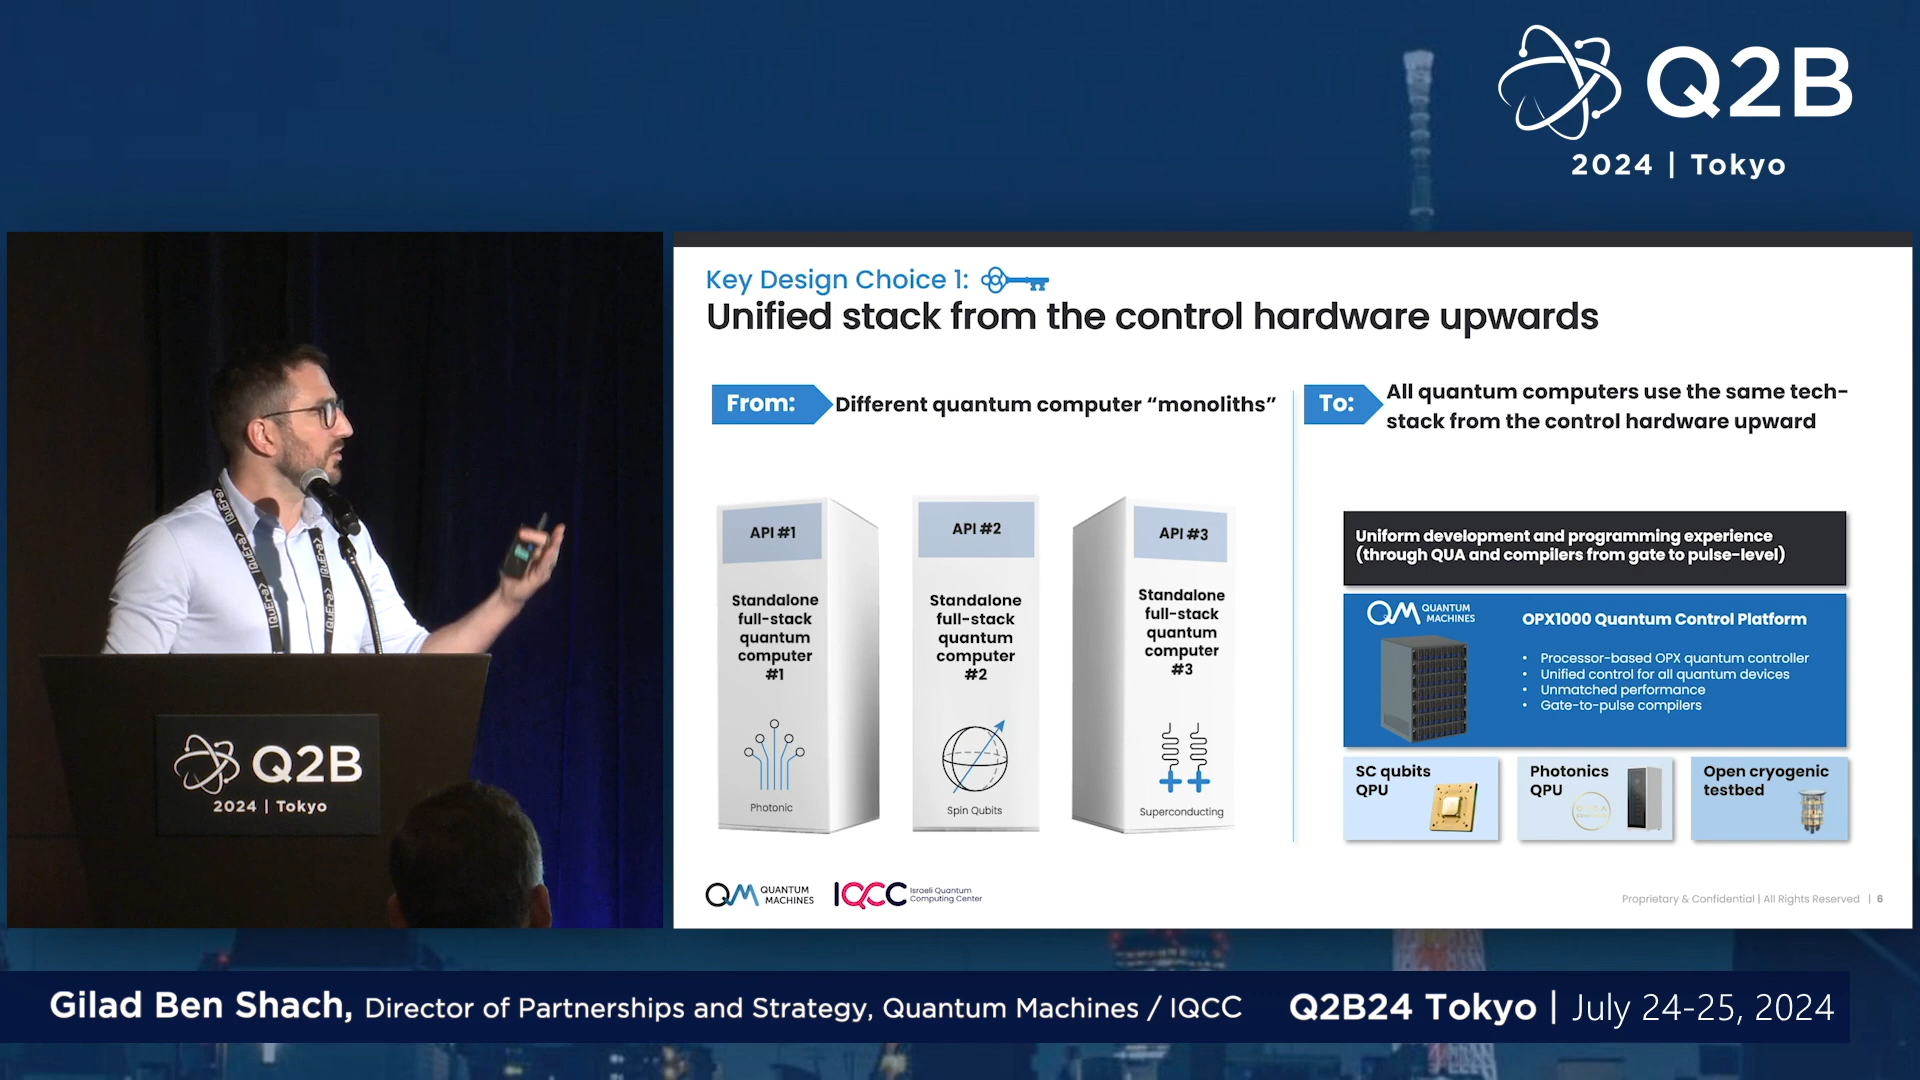 Q2B
2024 | Tokyo
Key Design Choice 1:
Unified stack from the control hardware upwards
From:
Different quantum computer “monoliths”
To:
All quantum computers use the same tech-
stack from the control hardware upward
API #1
Standalone
full-stack
quantum
computer
#1
Photonic
API #2
Standalone
full-stack
quantum
computer
#2
Spin Qubits
API #3
Standalone
full-stack
quantum
computer
#3
Superconducting
Uniform development and programming experience
(through QUA and compilers from gate to pulse-level)
QM QUANTUM
MACHINES
OPX1000 Quantum Control Platform
• Processor-based OPX quantum controller
• Unified control for all quantum devices
• Unmatched performance
• Gate-to-pulse compilers
SC qubits
QPU
Photonics
QPU
Open cryogenic
testbed
QM QUANTUM
MACHINES
IQCC Israeli Quantum
Computing Center
Proprietary & Confidential | All Rights Reserved | 6
QuEra>
QuEra>
QuEra>
QuEra>
Q2B
2024 | Tokyo
Gilad Ben Shach, Director of Partnerships and Strategy, Quantum Machines / IQCC
Q2B24 Tokyo | July 24-25, 2024